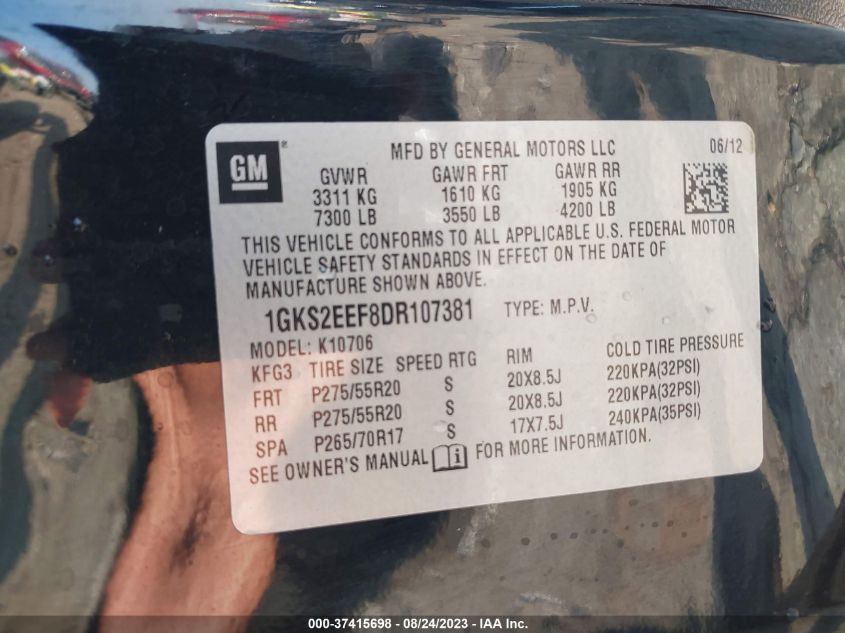 GM
MFD BY GENERAL MOTORS LLC 06/12
GVWR GAWR FRT GAWR RR
3311 KG 1610 KG 1905 KG
7300 LB 3550 LB 4200 LB
THIS VEHICLE CONFORMS TO ALL APPLICABLE U.S. FEDERAL MOTOR
VEHICLE SAFETY STANDARDS IN EFFECT ON THE DATE OF
MANUFACTURE SHOWN ABOVE.
1GKS2EEF8DR107381 TYPE: M.P.V.
MODEL: K10706
KFG3 TIRE SIZE SPEED RTG RIM COLD TIRE PRESSURE
FRT P275/55R20 S 20X8.5J 220KPA(32PSI)
RR P275/55R20 S 20X8.5J 220KPA(32PSI)
SPA P265/70R17 S 17X7.5J 240KPA(35PSI)
SEE OWNER'S MANUAL i FOR MORE INFORMATION.
000-37415698 - 08/24/2023 - IAA Inc.